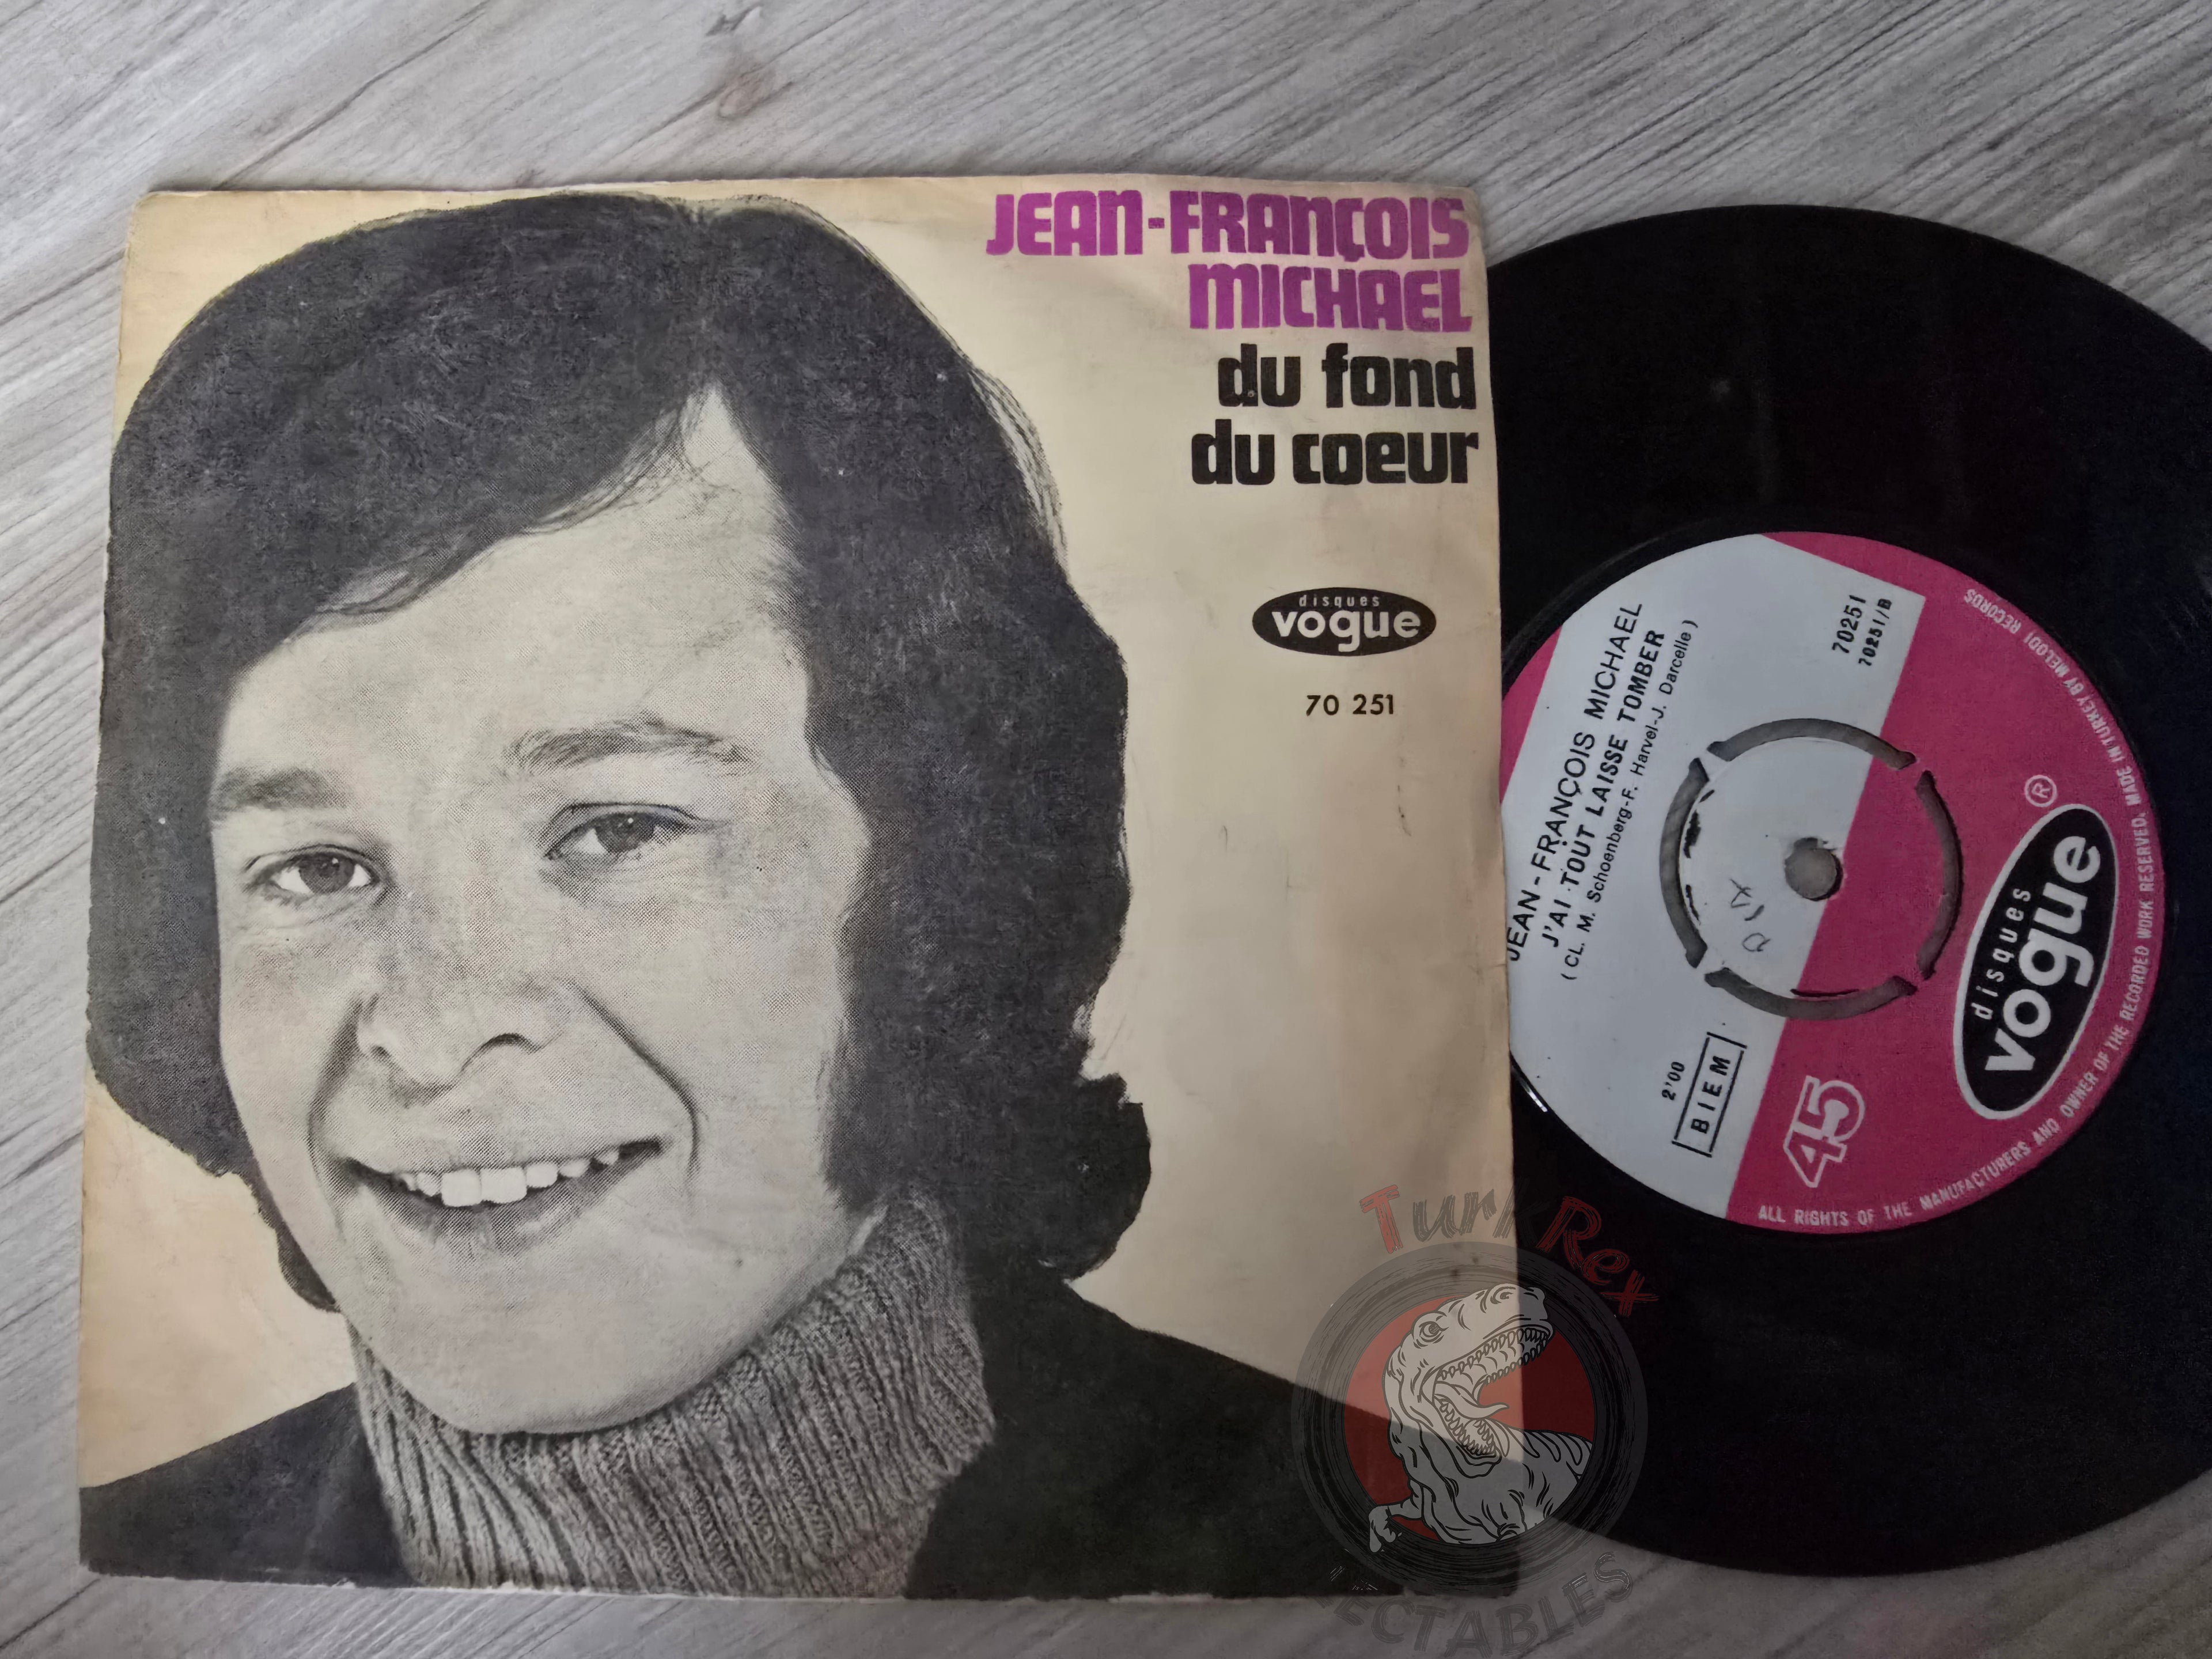 JEAN-FRANÇOIS
MICHAEL
du fond
du coeur
disques
vogue
70 251
JEAN-FRANÇOIS MICHAEL
J'AI TOUT LAISSE TOMBER
( CL. M. Schoenberg-F. Harvel-J. Darcelle )
70251
70251/B
2'00
BIEM
45
disques
vogue
®
ALL RIGHTS OF THE MANUFACTURERS AND OWNER OF THE RECORDED WORK RESERVED. MADE IN TURKEY BY MELODI RECORDS
Turk Rex